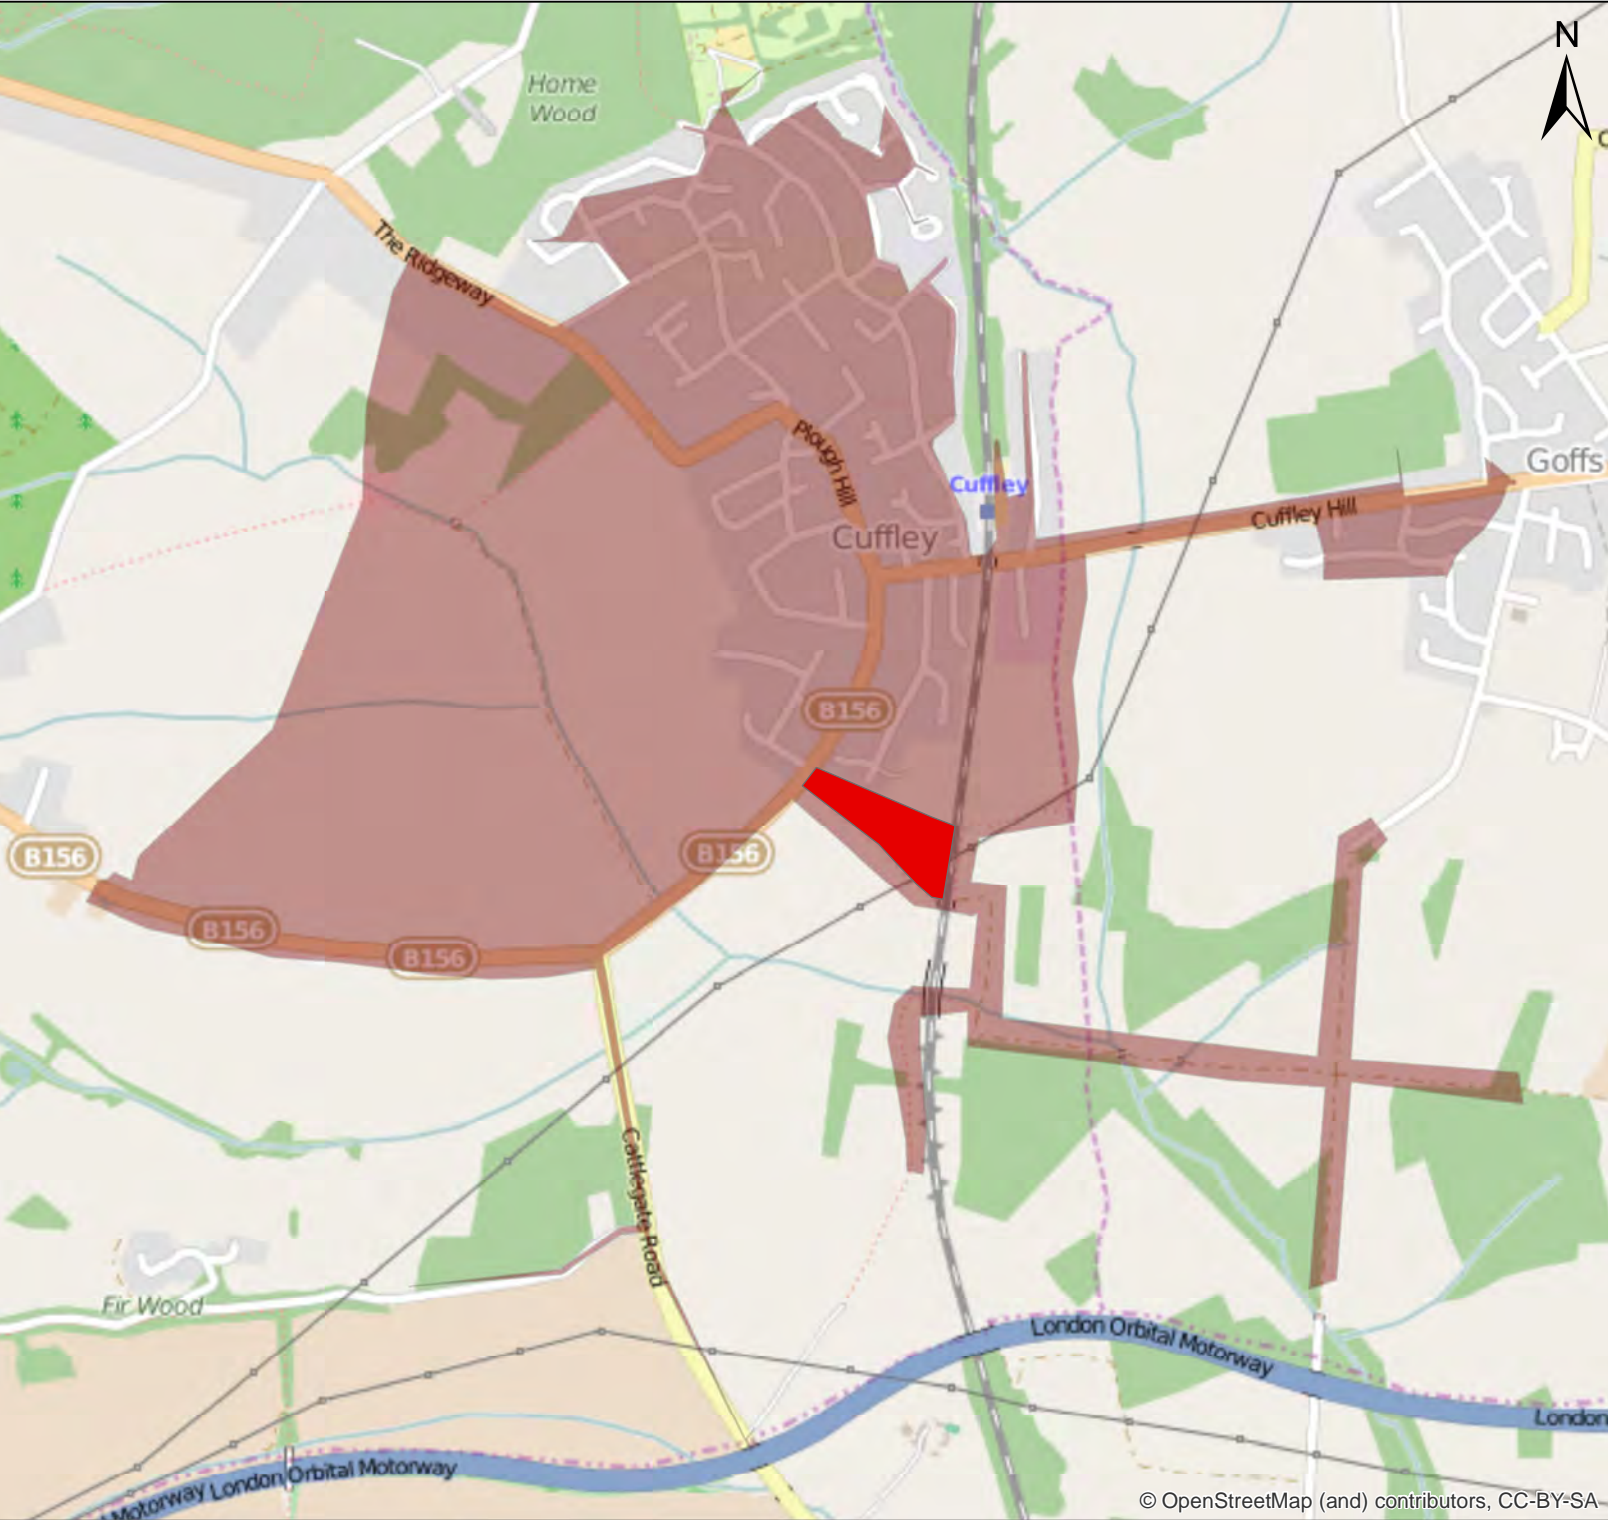 N
Home
Wood
The Ridgeway
Plough Hill
Cuffley
Cuffley
Cuffley Hill
Goffs
B156
B156
B156
B156
B156
Cattlegate Road
Fir Wood
London Orbital Motorway
London
Motorway London Orbital Motorway
© OpenStreetMap (and) contributors, CC-BY-SA